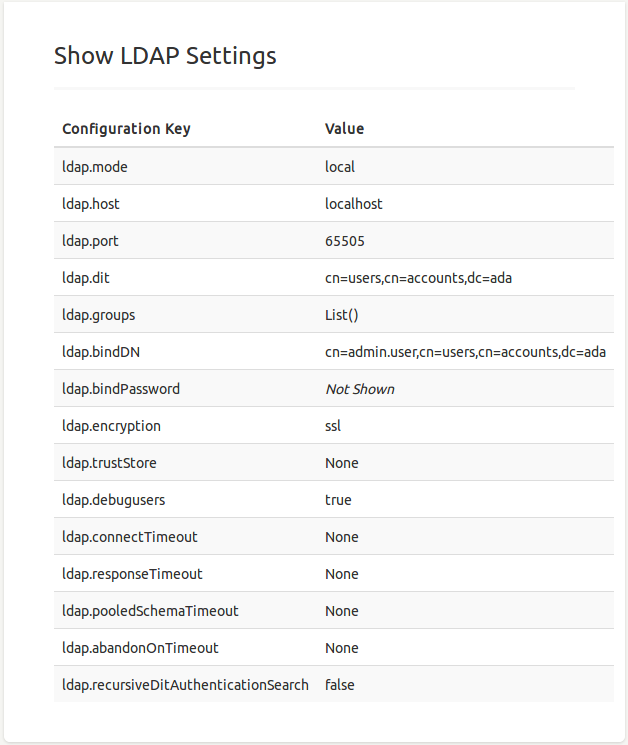 Show LDAP Settings
Configuration Key Value
ldap.mode local
ldap.host localhost
ldap.port 65505
ldap.dit cn=users,cn=accounts,dc=ada
ldap.groups List()
ldap.bindDN cn=admin.user,cn=users,cn=accounts,dc=ada
ldap.bindPassword Not Shown
ldap.encryption ssl
ldap.trustStore None
ldap.debugusers true
ldap.connectTimeout None
ldap.responseTimeout None
ldap.pooledSchemaTimeout None
ldap.abandonOnTimeout None
ldap.recursiveDitAuthenticationSearch false